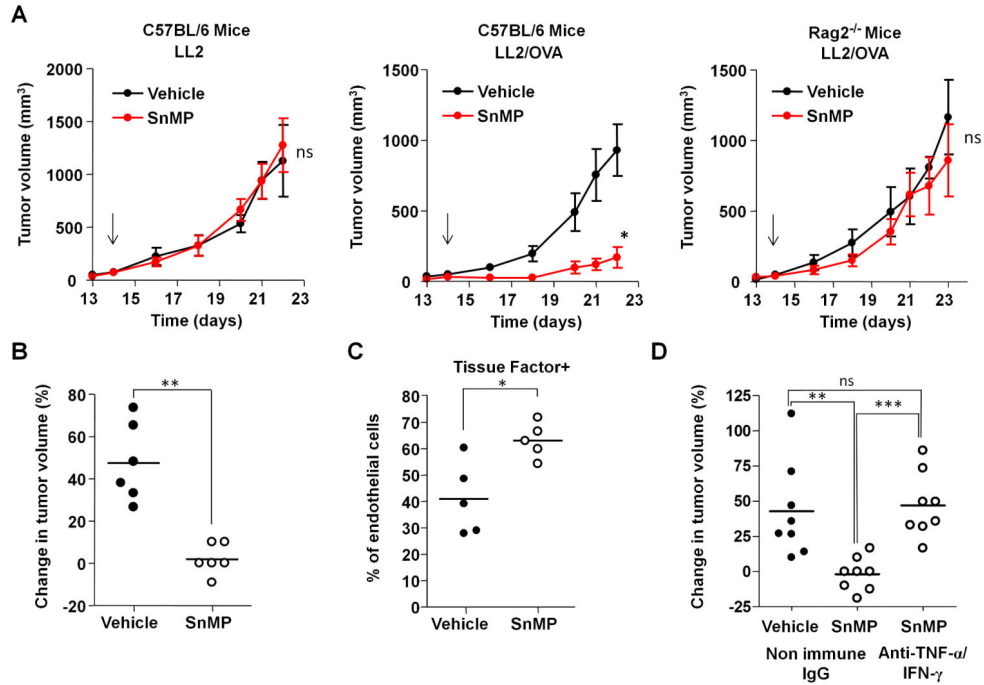 A
C57BL/6 Mice
LL2
Tumor volume (mm³)
2000
1500
1000
500
0
Vehicle
SnMP
ns
13 15 17 19 21 23
Time (days)
C57BL/6 Mice
LL2/OVA
Tumor volume (mm³)
1500
1000
500
0
Vehicle
SnMP
*
13 15 17 19 21 23
Time (days)
Rag2⁻/⁻ Mice
LL2/OVA
Tumor volume (mm³)
1500
1000
500
0
Vehicle
SnMP
ns
13 15 17 19 21 23
Time (days)
B
Change in tumor volume (%)
80
60
40
20
0
-20
**
Vehicle SnMP
C
Tissue Factor+
% of endothelial cells
80
70
60
50
40
30
20
10
0
*
Vehicle SnMP
D
Change in tumor volume (%)
125
100
75
50
25
0
-25
ns
** ***
Vehicle SnMP SnMP
Non immune Anti-TNF-α/
IgG IFN-γ